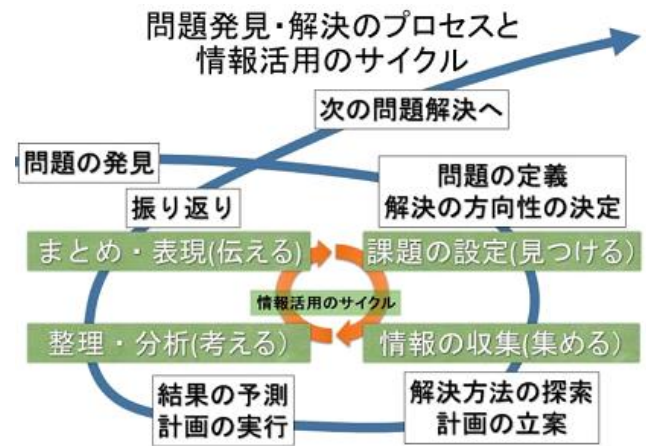 問題発見・解決のプロセスと
情報活用のサイクル
次の問題解決へ
問題の発見
問題の定義
解決の方向性の決定
振り返り
まとめ・表現(伝える)
課題の設定(見つける)
情報活用のサイクル
整理・分析(考える)
情報の収集(集める)
結果の予測
計画の実行
解決方法の探索
計画の立案